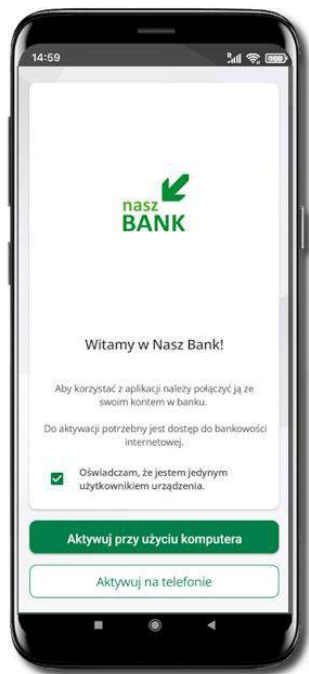 14:59
nasz
BANK
Witamy w Nasz Bank!
Aby korzystać z aplikacji należy połączyć ją ze
swoim kontem w banku.
Do aktywacji potrzebny jest dostęp do bankowości
internetowej.
Oświadczam, że jestem jedynym
użytkownikiem urządzenia.
Aktywuj przy użyciu komputera
Aktywuj na telefonie